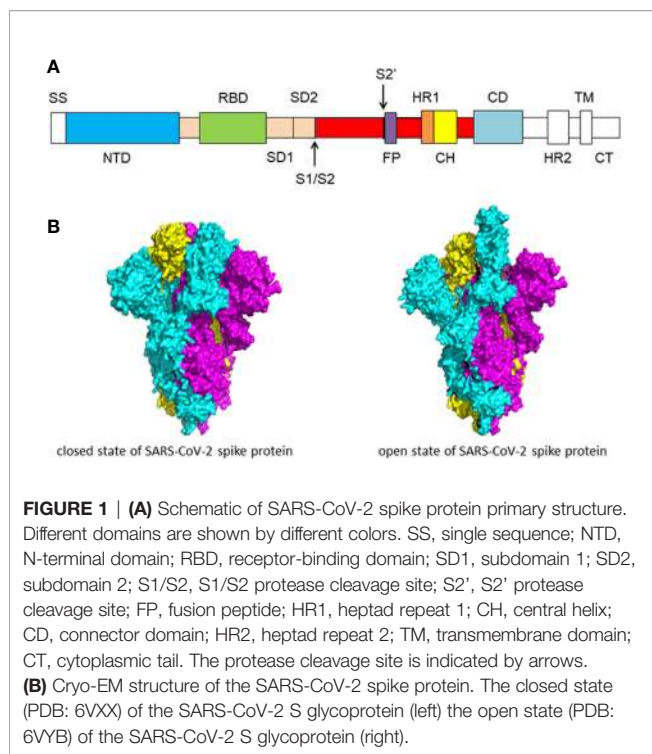 A
S2'
SS
RBD
SD2
HR1
CD
TM
NTD
SD1
FP
CH
HR2
CT
S1/S2
B
closed state of SARS-CoV-2 spike protein
open state of SARS-CoV-2 spike protein
FIGURE 1 | (A) Schematic of SARS-CoV-2 spike protein primary structure.
Different domains are shown by different colors. SS, single sequence; NTD,
N-terminal domain; RBD, receptor-binding domain; SD1, subdomain 1; SD2,
subdomain 2; S1/S2, S1/S2 protease cleavage site; S2', S2' protease
cleavage site; FP, fusion peptide; HR1, heptad repeat 1; CH, central helix;
CD, connector domain; HR2, heptad repeat 2; TM, transmembrane domain;
CT, cytoplasmic tail. The protease cleavage site is indicated by arrows.
(B) Cryo-EM structure of the SARS-CoV-2 spike protein. The closed state
(PDB: 6VXX) of the SARS-CoV-2 S glycoprotein (left) the open state (PDB:
6VYB) of the SARS-CoV-2 S glycoprotein (right).